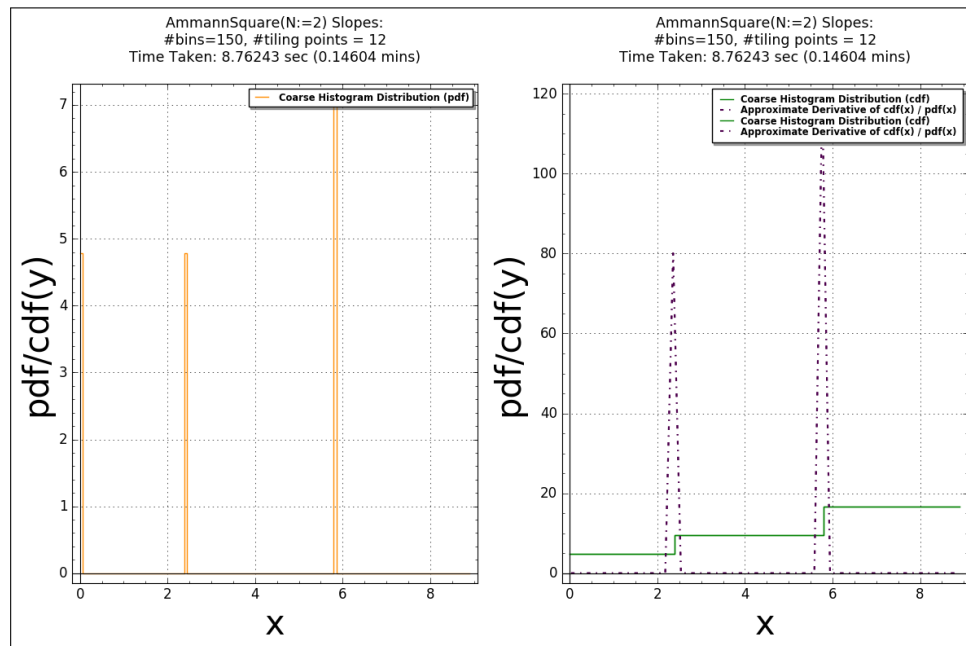 AmmannSquare(N:=2) Slopes:
#bins=150, #tiling points = 12
Time Taken: 8.76243 sec (0.14604 mins)
Coarse Histogram Distribution (pdf)
7
6
5
4
3
2
1
0
pdf/cdf(y)
0 2 4 6 8
x
AmmannSquare(N:=2) Slopes:
#bins=150, #tiling points = 12
Time Taken: 8.76243 sec (0.14604 mins)
Coarse Histogram Distribution (cdf)
Approximate Derivative of cdf(x) / pdf(x)
Coarse Histogram Distribution (cdf)
Approximate Derivative of cdf(x) / pdf(x)
120
100
80
60
40
20
0
pdf/cdf(y)
0 2 4 6 8
x